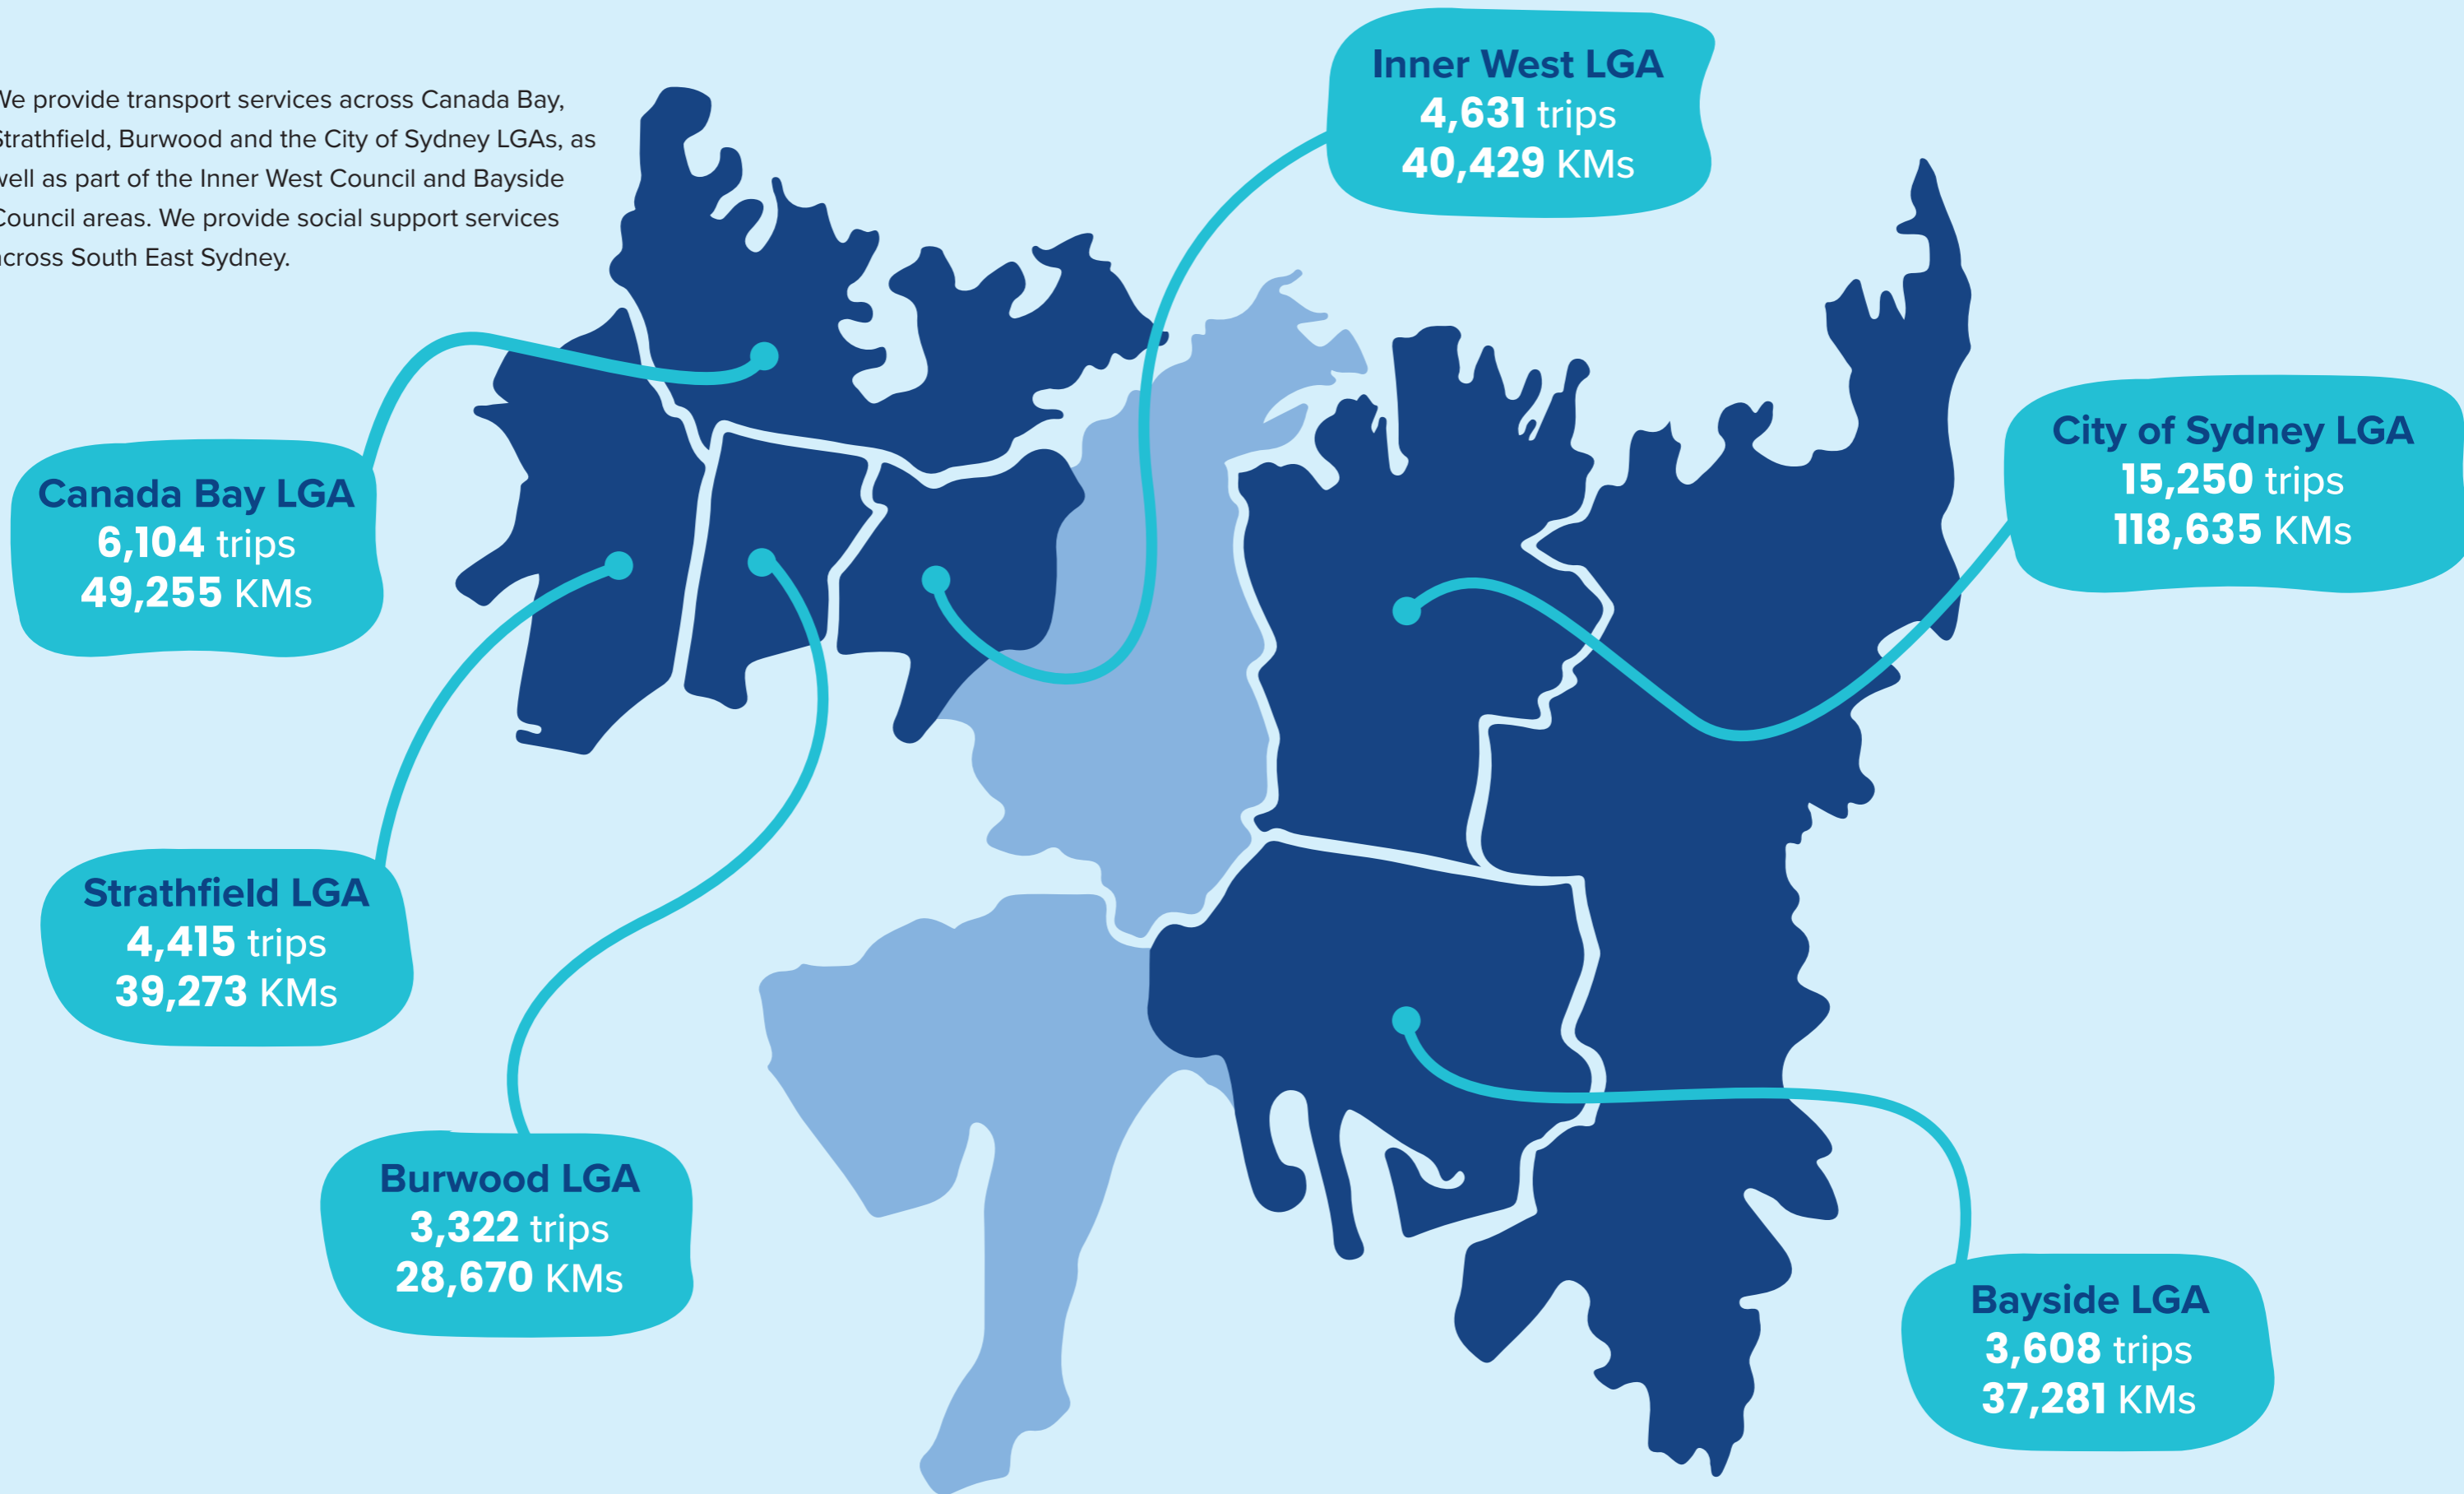 We provide transport services across Canada Bay,
Strathfield, Burwood and the City of Sydney LGAs, as
well as part of the Inner West Council and Bayside
Council areas. We provide social support services
across South East Sydney.
Inner West LGA
4,631 trips
40,429 KMs
City of Sydney LGA
15,250 trips
118,635 KMs
Canada Bay LGA
6,104 trips
49,255 KMs
Strathfield LGA
4,415 trips
39,273 KMs
Burwood LGA
3,322 trips
28,670 KMs
Bayside LGA
3,608 trips
37,281 KMs